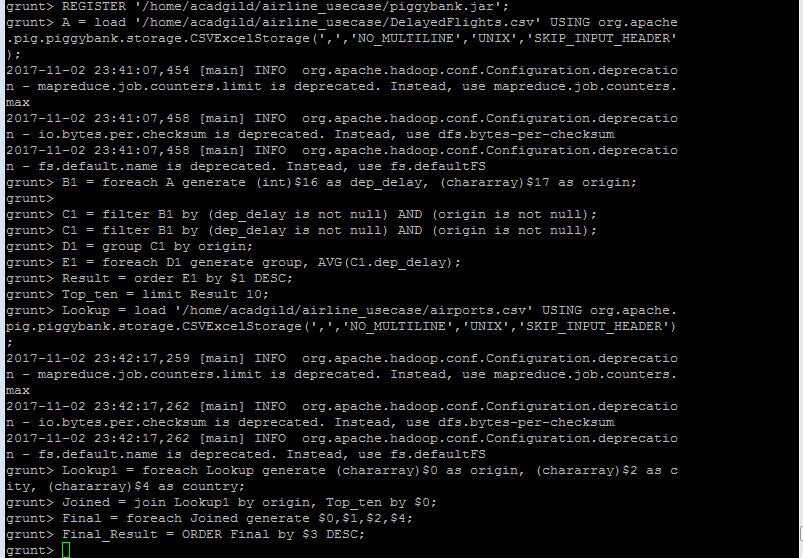 grunt> REGISTER '/home/acadgild/airline_usecase/piggybank.jar';
grunt> A = load '/home/acadgild/airline_usecase/DelayedFlights.csv' USING org.apache
.pig.piggybank.storage.CSVExcelStorage(',','NO_MULTILINE','UNIX','SKIP_INPUT_HEADER'
);
2017-11-02 23:41:07,454 [main] INFO  org.apache.hadoop.conf.Configuration.deprecatio
n - mapreduce.job.counters.limit is deprecated. Instead, use mapreduce.job.counters.
max
2017-11-02 23:41:07,458 [main] INFO  org.apache.hadoop.conf.Configuration.deprecatio
n - io.bytes.per.checksum is deprecated. Instead, use dfs.bytes-per-checksum
2017-11-02 23:41:07,458 [main] INFO  org.apache.hadoop.conf.Configuration.deprecatio
n - fs.default.name is deprecated. Instead, use fs.defaultFS
grunt> B1 = foreach A generate (int)$16 as dep_delay, (chararray)$17 as origin;
grunt>
grunt> C1 = filter B1 by (dep_delay is not null) AND (origin is not null);
grunt> C1 = filter B1 by (dep_delay is not null) AND (origin is not null);
grunt> D1 = group C1 by origin;
grunt> E1 = foreach D1 generate group, AVG(C1.dep_delay);
grunt> Result = order E1 by $1 DESC;
grunt> Top_ten = limit Result 10;
grunt> Lookup = load '/home/acadgild/airline_usecase/airports.csv' USING org.apache.
pig.piggybank.storage.CSVExcelStorage(',','NO_MULTILINE','UNIX','SKIP_INPUT_HEADER')
;
2017-11-02 23:42:17,259 [main] INFO  org.apache.hadoop.conf.Configuration.deprecatio
n - mapreduce.job.counters.limit is deprecated. Instead, use mapreduce.job.counters.
max
2017-11-02 23:42:17,262 [main] INFO  org.apache.hadoop.conf.Configuration.deprecatio
n - io.bytes.per.checksum is deprecated. Instead, use dfs.bytes-per-checksum
2017-11-02 23:42:17,262 [main] INFO  org.apache.hadoop.conf.Configuration.deprecatio
n - fs.default.name is deprecated. Instead, use fs.defaultFS
grunt> Lookup1 = foreach Lookup generate (chararray)$0 as origin, (chararray)$2 as c
ity, (chararray)$4 as country;
grunt> Joined = join Lookup1 by origin, Top_ten by $0;
grunt> Final = foreach Joined generate $0,$1,$2,$4;
grunt> Final_Result = ORDER Final by $3 DESC;
grunt>